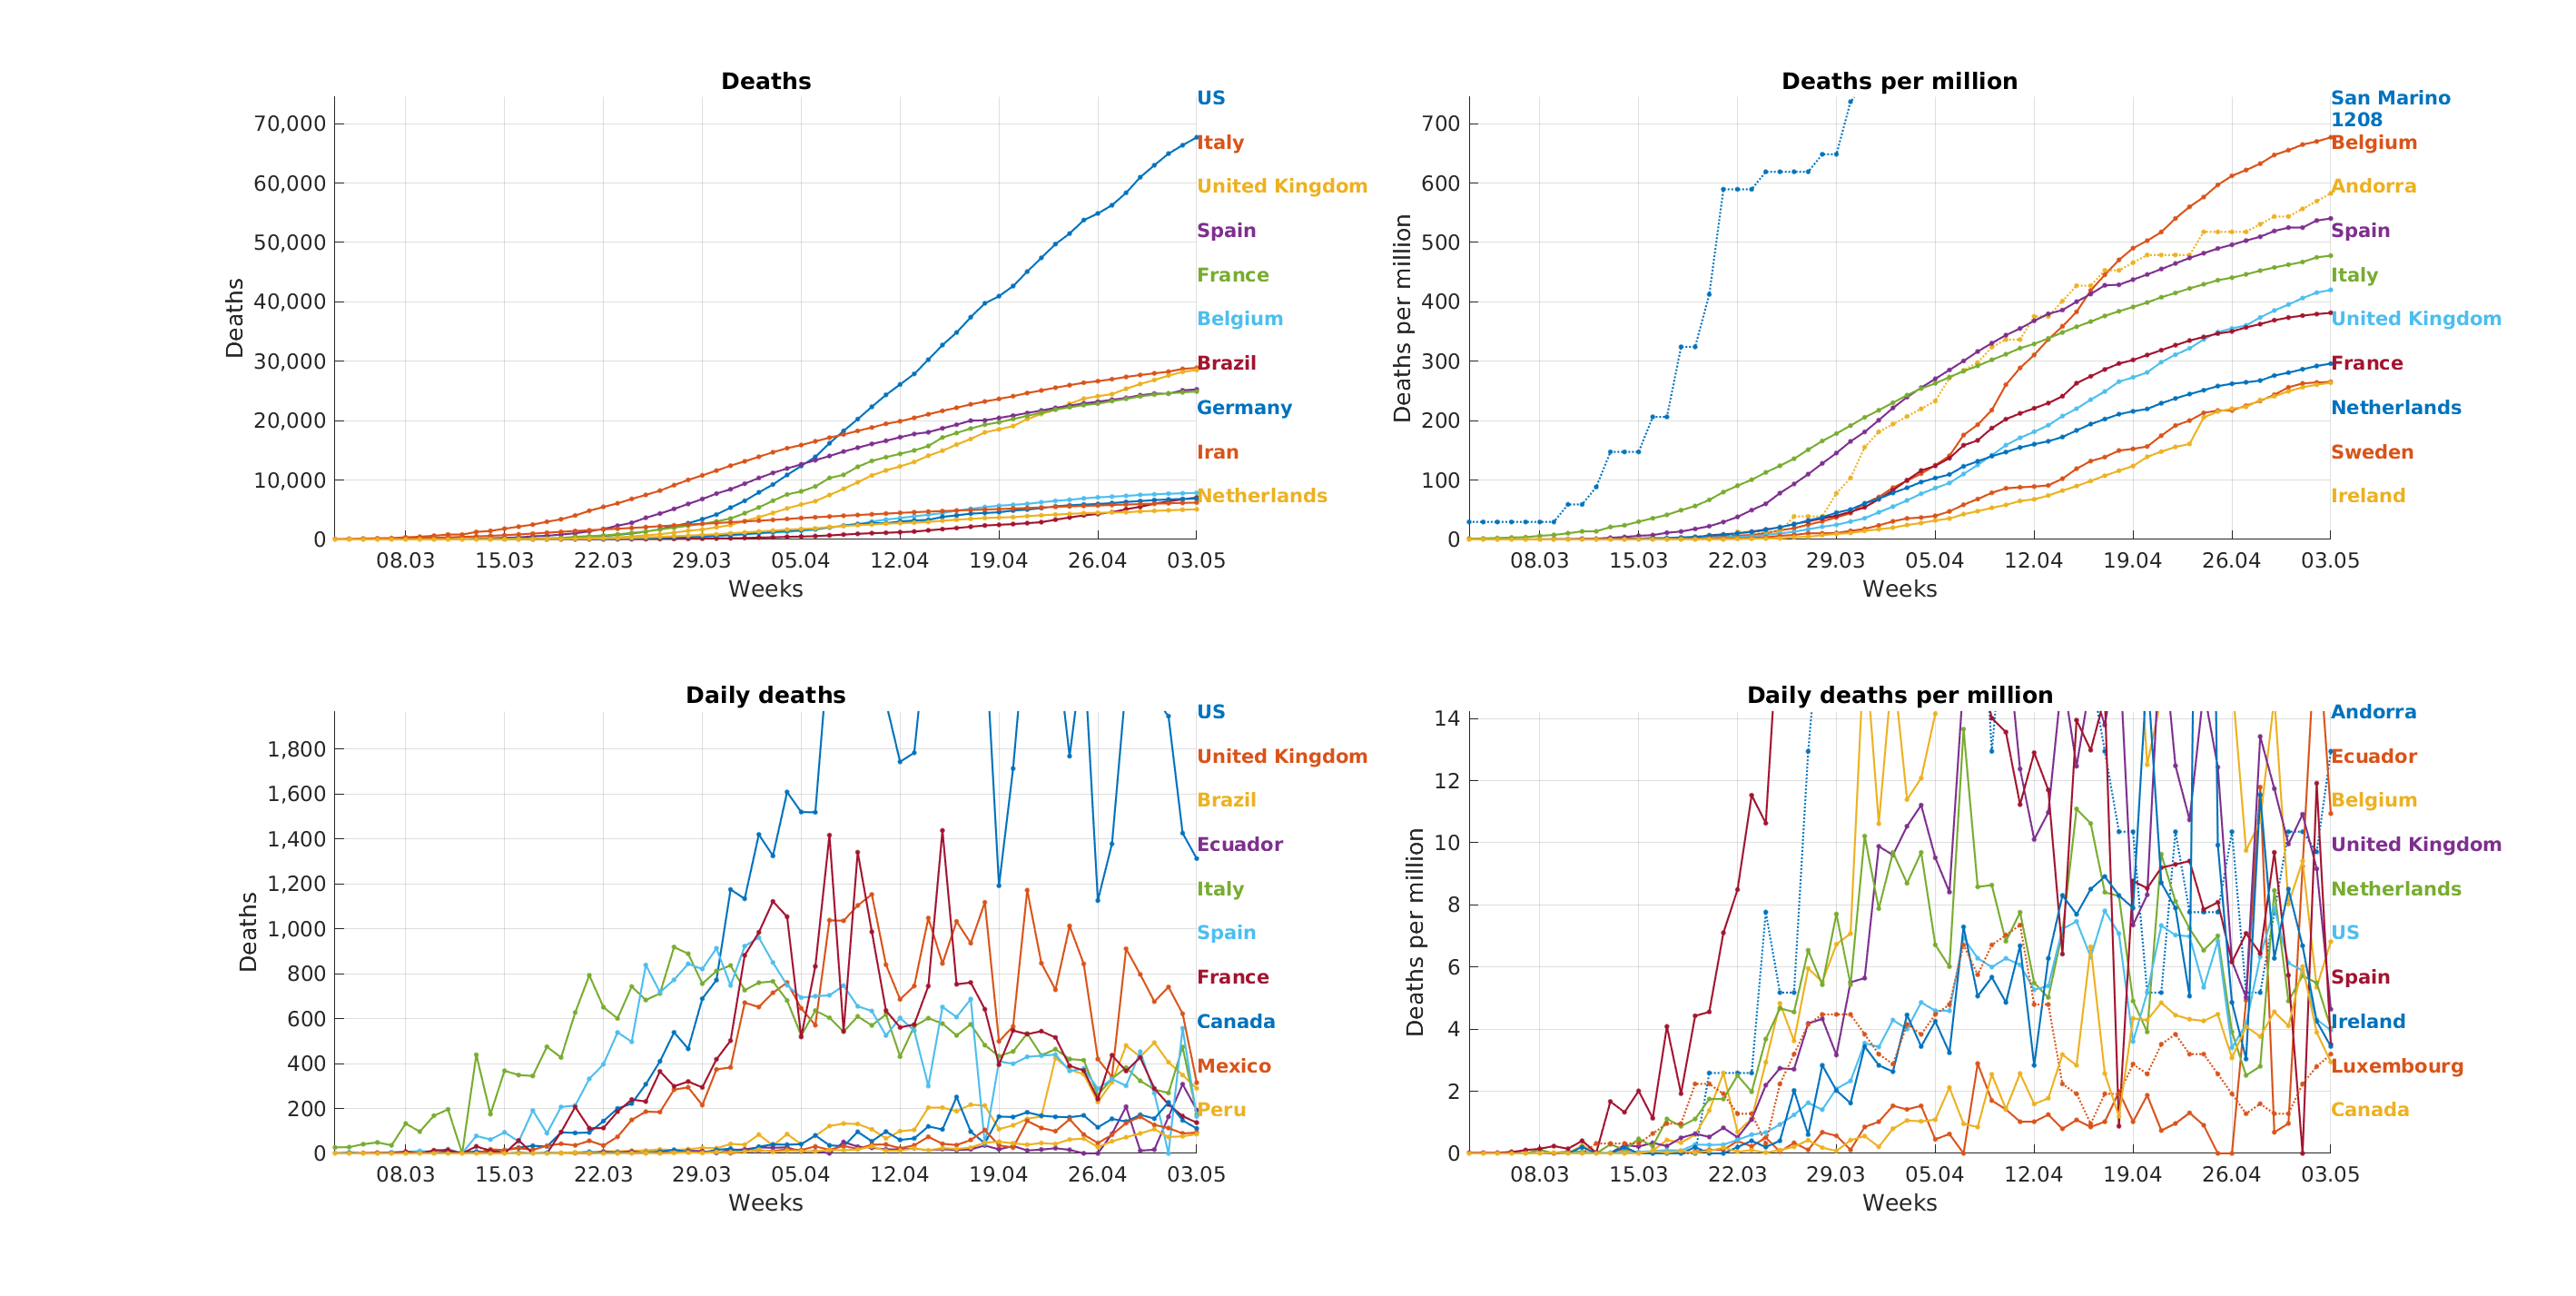 Deaths
Deaths
70,000
60,000
50,000
40,000
30,000
20,000
10,000
0
08.03 15.03 22.03 29.03 05.04 12.04 19.04 26.04 03.05
Weeks
US
Italy
United Kingdom
Spain
France
Belgium
Brazil
Germany
Iran
Netherlands
Deaths per million
Deaths per million
700
600
500
400
300
200
100
0
08.03 15.03 22.03 29.03 05.04 12.04 19.04 26.04 03.05
Weeks
San Marino
1208
Belgium
Andorra
Spain
Italy
United Kingdom
France
Netherlands
Sweden
Ireland
Daily deaths
Deaths
1,800
1,600
1,400
1,200
1,000
800
600
400
200
0
08.03 15.03 22.03 29.03 05.04 12.04 19.04 26.04 03.05
Weeks
US
United Kingdom
Brazil
Ecuador
Italy
Spain
France
Canada
Mexico
Peru
Daily deaths per million
Deaths per million
14
12
10
8
6
4
2
0
08.03 15.03 22.03 29.03 05.04 12.04 19.04 26.04 03.05
Weeks
Andorra
Ecuador
Belgium
United Kingdom
Netherlands
US
Spain
Ireland
Luxembourg
Canada